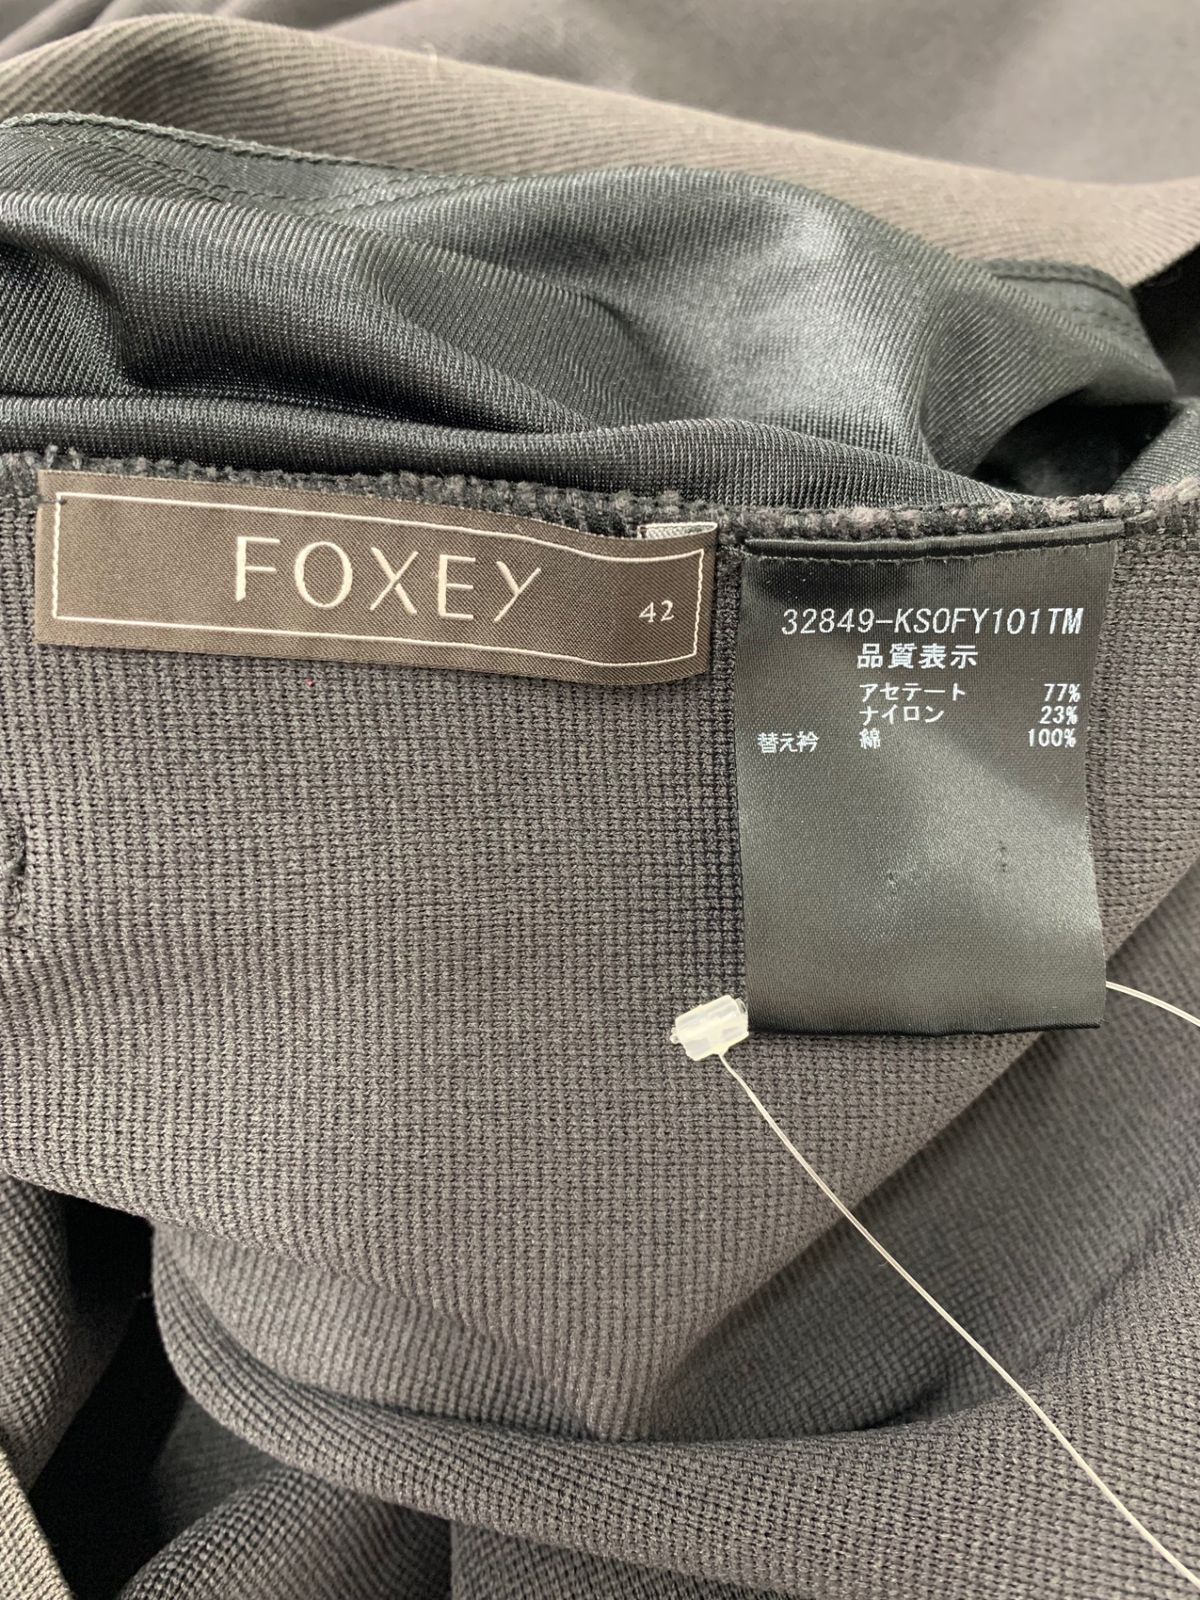 FOXEY
42
32849-KS0FY101TM
品質表示
アセテート 77%
ナイロン 23%
替え衿 綿 100%